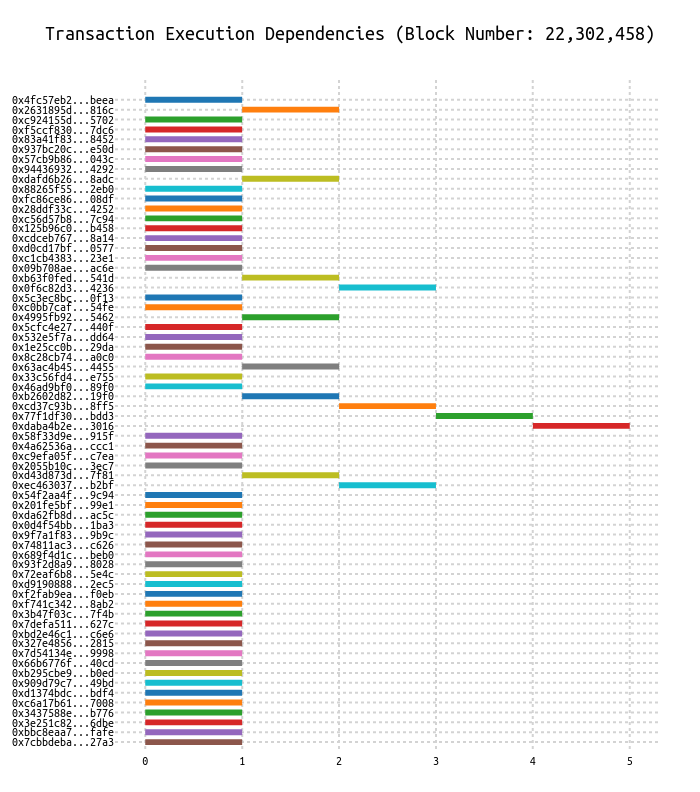 Transaction Execution Dependencies (Block Number: 22,302,458)
0x4fc57eb2...beea
0x2631895d...816c
0xc924155d...5702
0xf5ccf830...7dc6
0x83a41f83...8452
0x937bc20c...e50d
0x57cb9b86...043c
0x94436932...4292
0xdafd6b26...8adc
0x88265f55...2eb0
0xfc86ce86...08df
0x28ddf33c...4252
0xc56d57b8...7c94
0x125b96c0...b458
0xcdceb767...8a14
0xd0cd17bf...0577
0xc1cb4383...23e1
0x09b708ae...ac6e
0xb63f0fed...541d
0x0f6c82d3...4236
0x5c3ec8bc...0f13
0xc0bb7caf...54fe
0x4995fb92...5462
0x5cfc4e27...440f
0x532e5f7a...dd64
0x1e25cc0b...29da
0x8c28cb74...a0c0
0x63ac4b45...4455
0x33c56fd4...e755
0x46ad9bf0...89f0
0xb2602d82...19f0
0xcd37c93b...8ff5
0x77f1df30...bdd3
0xdaba4b2e...3016
0x58f33d9e...915f
0x4a62536a...ccc1
0xc9efa05f...c7ea
0x2055b10c...3ec7
0xd43d873d...7f81
0xec463037...b2bf
0x54f2aa4f...9c94
0x201fe5bf...99e1
0xda62fb8d...ac5c
0x0d4f54bb...1ba3
0x9f7a1f83...9b9c
0x74811ac3...c626
0x689f4d1c...beb0
0x93f2d8a9...8028
0x72eaf6b8...5e4c
0xd9190888...2ec5
0xf2fab9ea...f0eb
0xf741c342...8ab2
0x3b47f03c...7f4b
0x7defa511...627c
0xbd2e46c1...c6e6
0x327e4856...2815
0x7d54134e...9998
0x66b6776f...40cd
0xb295cbe9...b0ed
0x909d79c7...49bd
0xd1374bdc...bdf4
0xc6a17b61...7008
0x3437588e...b776
0x3e251c82...6dbe
0xbbc8eaa7...fafe
0x7cbbdeba...27a3
0 1 2 3 4 5